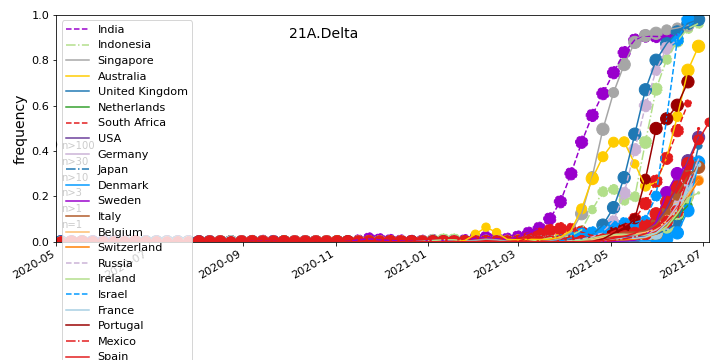 21A.Delta
frequency
1.0
0.8
0.6
0.4
0.2
0.0
India
Indonesia
Singapore
Australia
United Kingdom
Netherlands
South Africa
USA
Germany
Japan
Denmark
Sweden
Italy
Belgium
Switzerland
Russia
Ireland
Israel
France
Portugal
Mexico
Spain
n>100
n>30
n>10
n>3
n>1
n=1
2020-05
2020-07
2020-09
2020-11
2021-01
2021-03
2021-05
2021-07